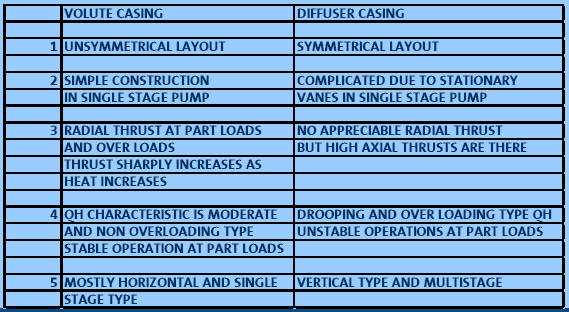 VOLUTE CASING DIFFUSER CASING
1 UNSYMMETRICAL LAYOUT SYMMETRICAL LAYOUT
2 SIMPLE CONSTRUCTION COMPLICATED DUE TO STATIONARY
IN SINGLE STAGE PUMP VANES IN SINGLE STAGE PUMP
3 RADIAL THRUST AT PART LOADS NO APPRECIABLE RADIAL THRUST
AND OVER LOADS BUT HIGH AXIAL THRUSTS ARE THERE
THRUST SHARPLY INCREASES AS
HEAT INCREASES
4 QH CHARACTERISTIC IS MODERATE DROOPING AND OVER LOADING TYPE QH
AND NON OVERLOADING TYPE UNSTABLE OPERATIONS AT PART LOADS
STABLE OPERATION AT PART LOADS
5 MOSTLY HORIZONTAL AND SINGLE VERTICAL TYPE AND MULTISTAGE
STAGE TYPE